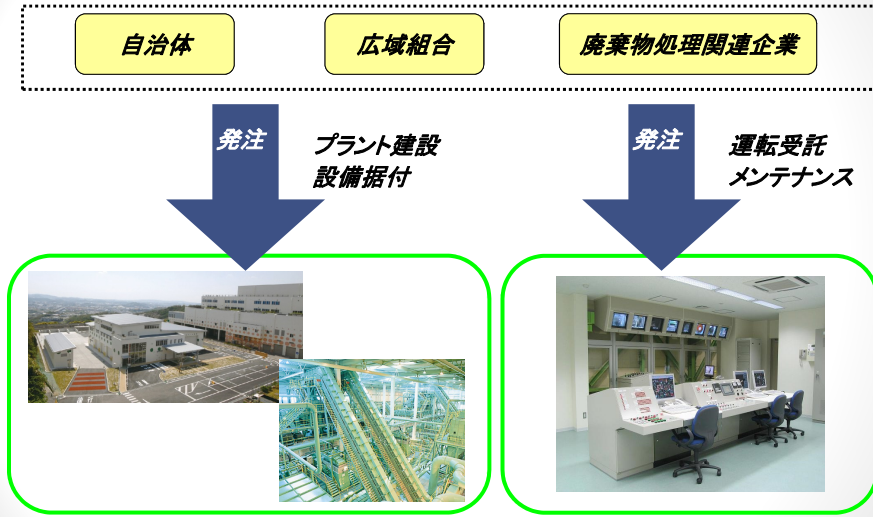 自治体
広域組合
廃棄物処理関連企業
発注
プラント建設
設備据付
発注
運転受託
メンテナンス